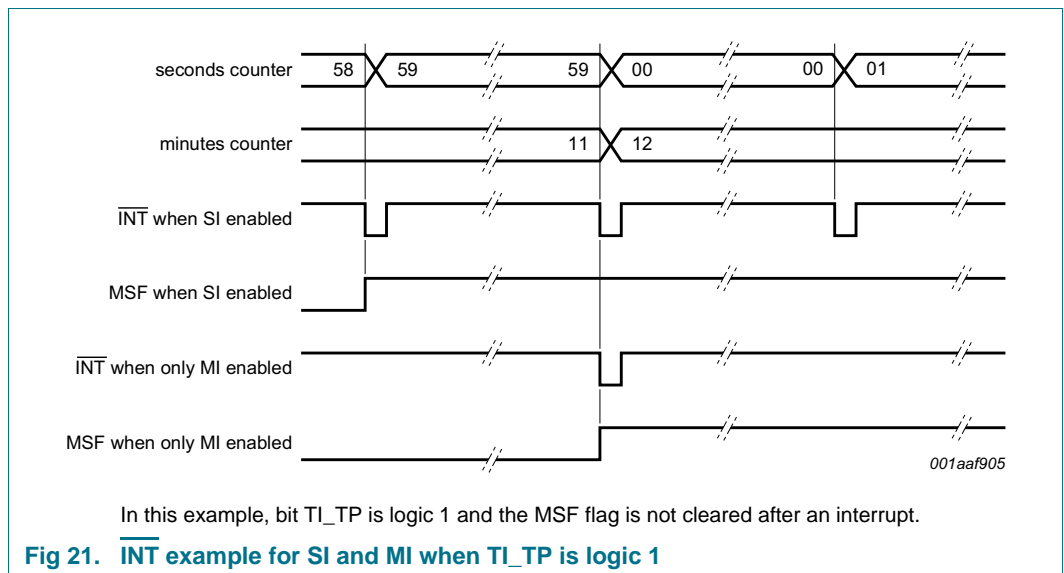 seconds counter 58 59 59 00 00 01
minutes counter 11 12
INT when SI enabled
MSF when SI enabled
INT when only MI enabled
MSF when only MI enabled
001aaf905
In this example, bit TI_TP is logic 1 and the MSF flag is not cleared after an interrupt.
Fig 21. INT example for SI and MI when TI_TP is logic 1